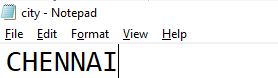 city - Notepad
File Edit Format View Help
CHENNAI